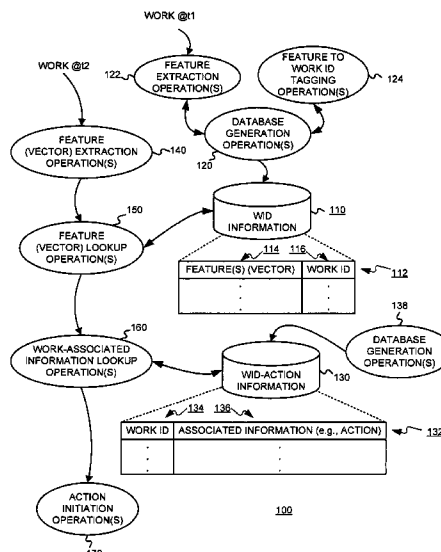 WORK @t1
WORK @t2
122
FEATURE
EXTRACTION
OPERATION(S)
FEATURE TO
WORK ID
TAGGING
OPERATION(S)
124
DATABASE
GENERATION
OPERATION(S)
120
FEATURE
(VECTOR) EXTRACTION
OPERATION(S)
140
150
FEATURE
(VECTOR) LOOKUP
OPERATION(S)
WID
INFORMATION
110
114
116
FEATURE(S) (VECTOR)
WORK ID
112
138
DATABASE
GENERATION
OPERATION(S)
160
WORK-ASSOCIATED
INFORMATION LOOKUP
OPERATION(S)
WID-ACTION
INFORMATION
130
134
136
WORK ID
ASSOCIATED INFORMATION (e.g., ACTION)
132
ACTION
INITIATION
OPERATION(S)
100